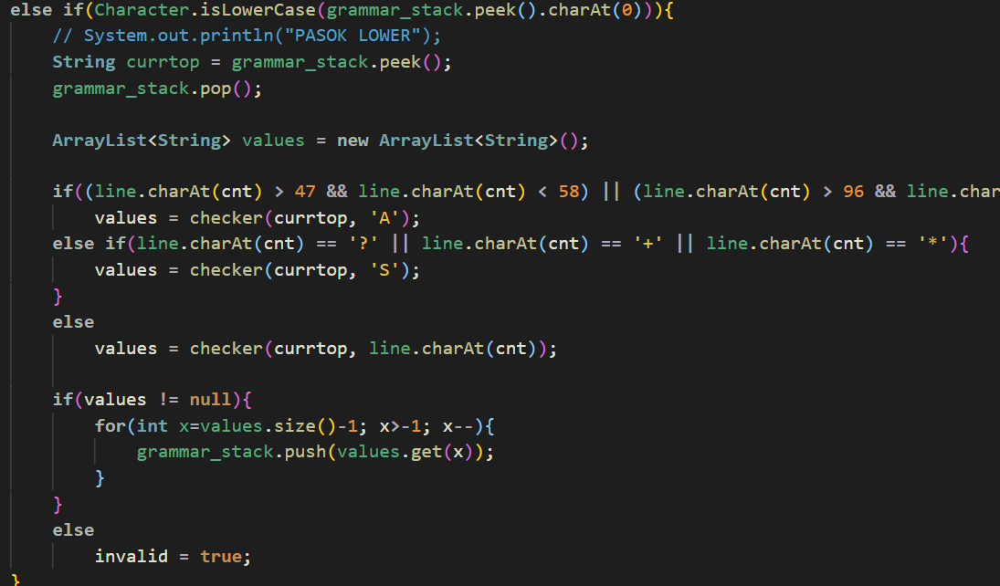 else if(Character.isLowerCase(grammar_stack.peek().charAt(0))){
// System.out.println("PASOK LOWER");
String currtop = grammar_stack.peek();
grammar_stack.pop();
ArrayList<String> values = new ArrayList<String>();
if((line.charAt(cnt) > 47 && line.charAt(cnt) < 58) || (line.charAt(cnt) > 96 && line.char
values = checker(currtop, 'A');
else if(line.charAt(cnt) == '?' || line.charAt(cnt) == '+' || line.charAt(cnt) == '*'){
values = checker(currtop, 'S');
}
else
values = checker(currtop, line.charAt(cnt));
if(values != null){
for(int x=values.size()-1; x>-1; x--){
grammar_stack.push(values.get(x));
}
}
else
invalid = true;
}